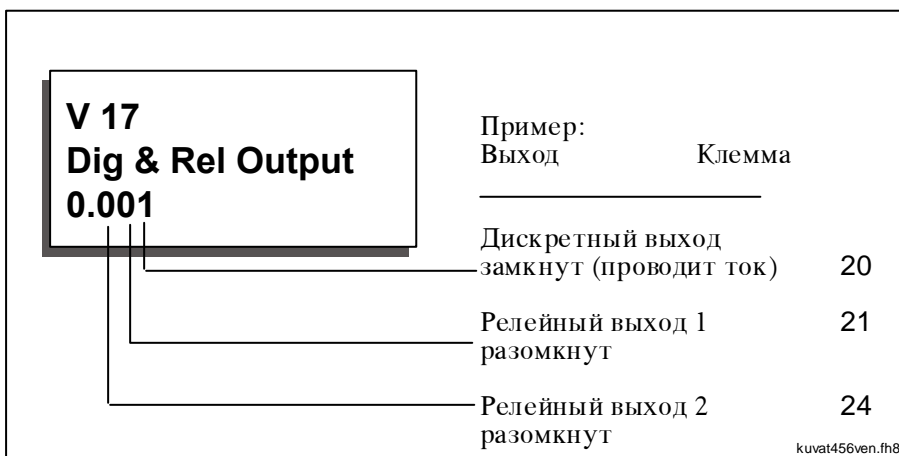 V 17
Dig & Rel Output
0.001
Пример:
Выход Клемма
Дискретный выход
замкнут (проводит ток) 20
Релейный выход 1 21
разомкнут
Релейный выход 2 24
разомкнут
kuvat456ven.fh8